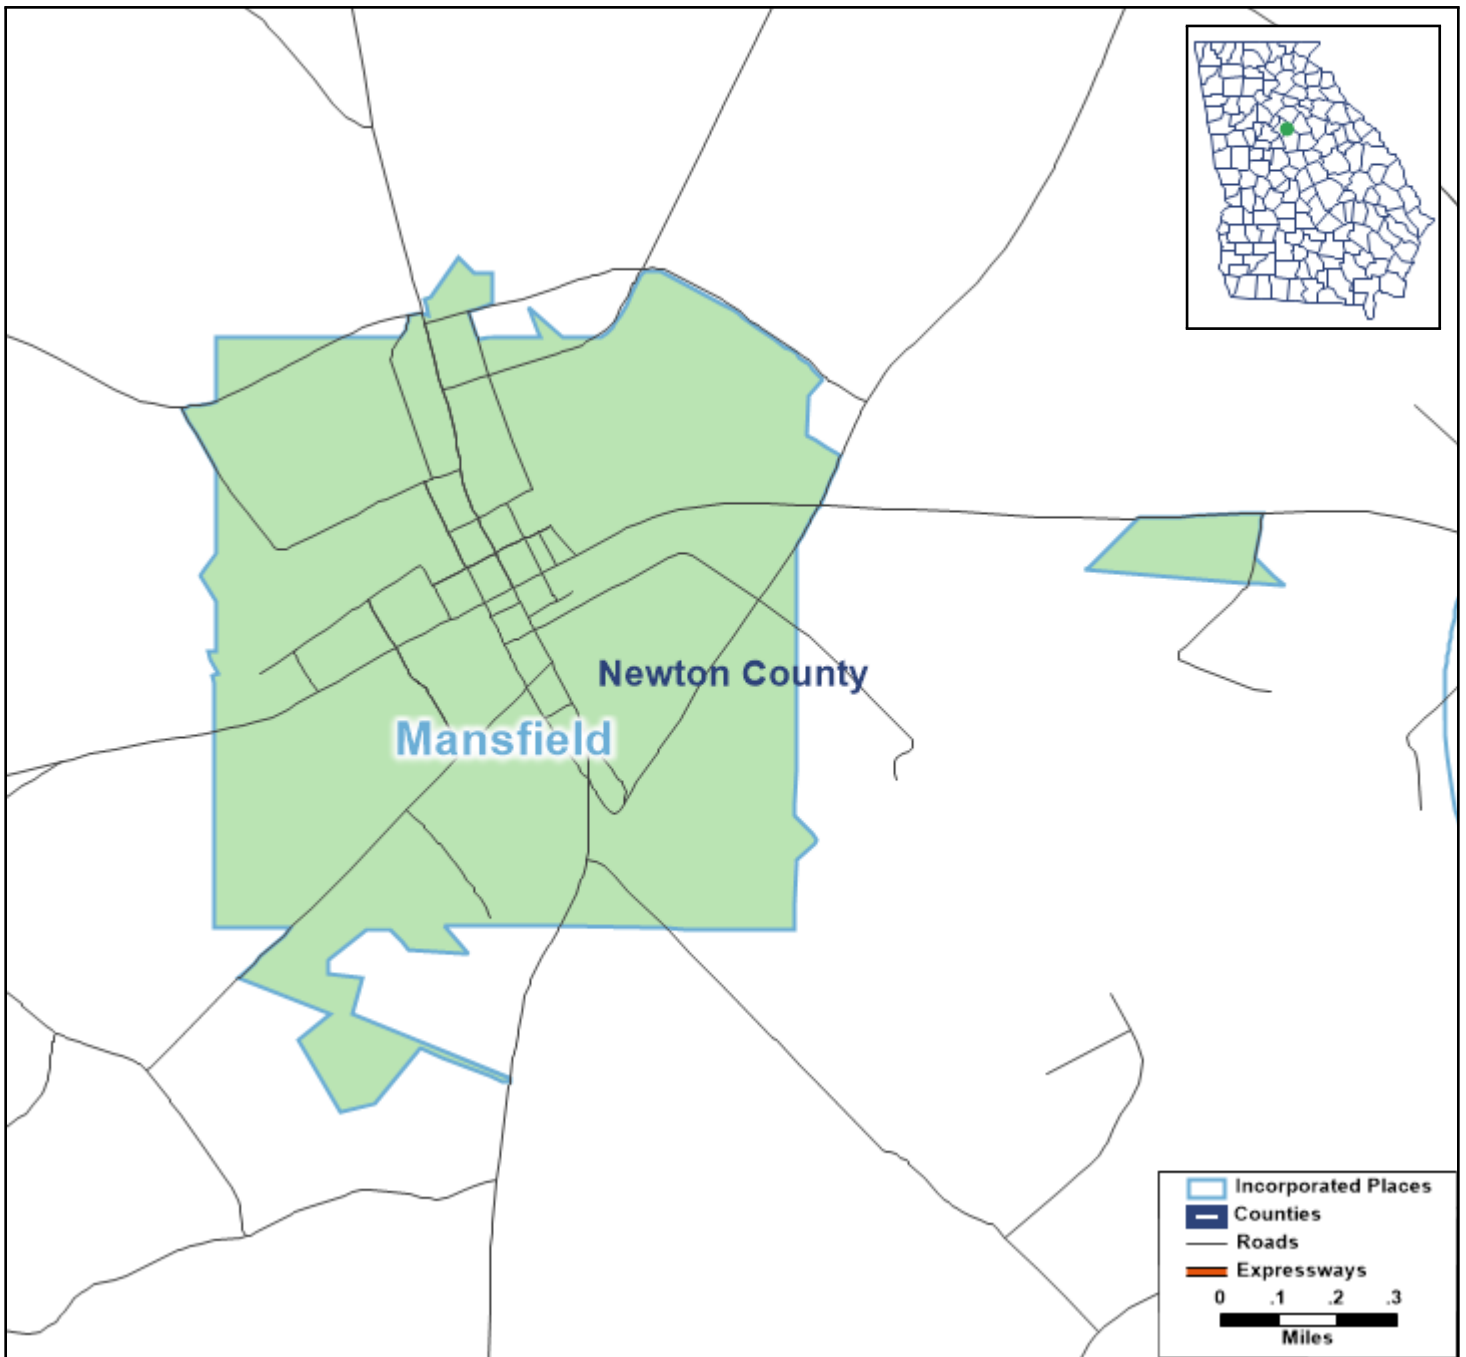 Newton County
Mansfield
Incorporated Places
Counties
Roads
Expressways
0 .1 .2 .3
Miles